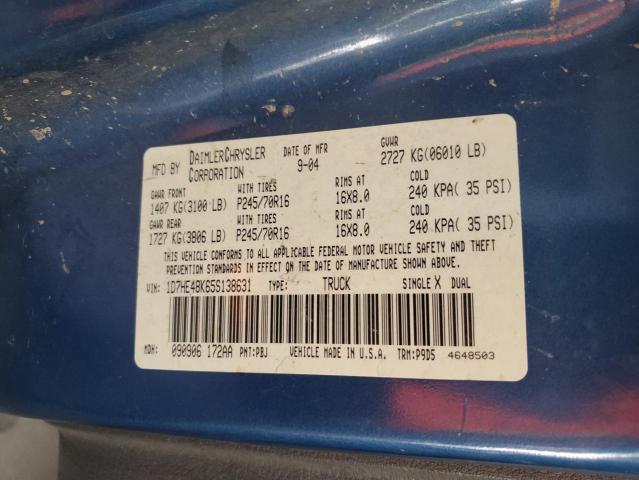 MFD BY DAIMLERCHRYSLER CORPORATION DATE OF MFR 9-04 GVWR 2727 KG(06010 LB)
GAWR FRONT WITH TIRES RIMS AT COLD
1407 KG(3100 LB) P245/70R16 16X8.0 240 KPA( 35 PSI)
GAWR REAR WITH TIRES RIMS AT COLD
1727 KG(3806 LB) P245/70R16 16X8.0 240 KPA( 35 PSI)
THIS VEHICLE CONFORMS TO ALL APPLICABLE FEDERAL MOTOR VEHICLE SAFETY AND THEFT
PREVENTION STANDARDS IN EFFECT ON THE DATE OF MANUFACTURE SHOWN ABOVE.
VIN: 1D7HE48K65S138631 TYPE: TRUCK SINGLE X DUAL
MDH: 090906 172AA PNT:PBJ VEHICLE MADE IN U.S.A. TRM:P9D5 4648503